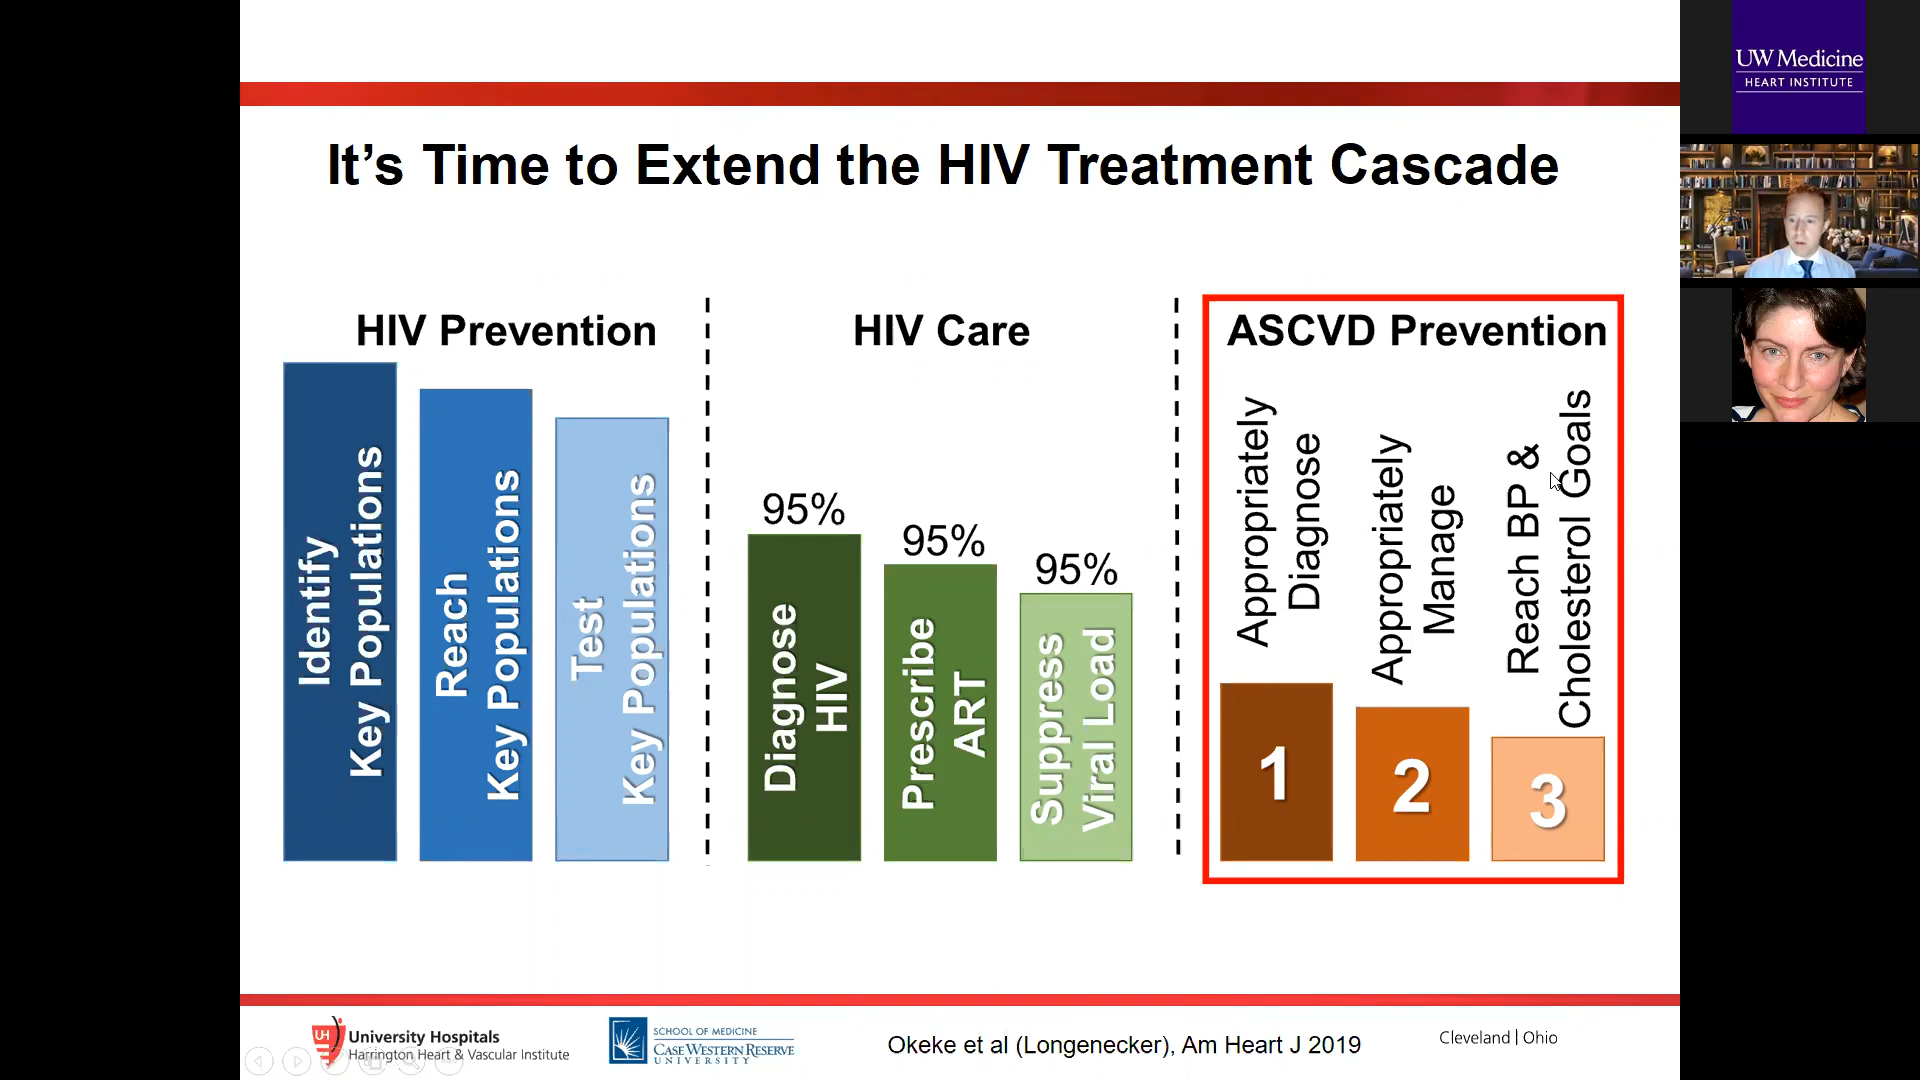 It's Time to Extend the HIV Treatment Cascade
HIV Prevention
Identify
Key Populations
Reach
Key Populations
Test
Key Populations
HIV Care
95%
Diagnose
HIV
95%
Prescribe
ART
95%
Suppress
Viral Load
ASCVD Prevention
Appropriately
Diagnose
1
Appropriately
Manage
2
Reach BP &
Cholesterol Goals
3
UH
University Hospitals
Harrington Heart & Vascular Institute
SCHOOL OF MEDICINE
CASE WESTERN RESERVE
UNIVERSITY
Okeke et al (Longenecker), Am Heart J 2019
Cleveland | Ohio
UW Medicine
HEART INSTITUTE